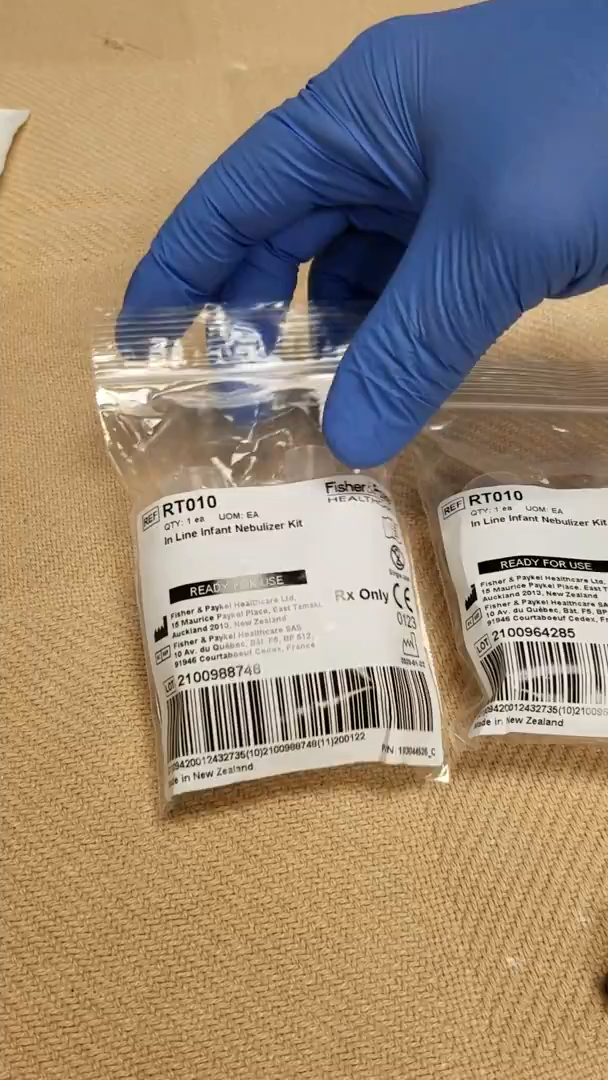 REF RT010
QTY: 1 ea UOM: EA
In Line Infant Nebulizer Kit
Fisher
HEALTHC
READY FOR USE
Rx Only CE
0123
Fisher & Paykel Healthcare Ltd,
15 Maurice Paykel Place, East Tamaki,
Auckland 2013, New Zealand
Fisher & Paykel Healthcare SAS
10 Av. du Québec, Bât. F5, BP 512,
91946 Courtaboeuf Cedex, France
LOT 2100988748
9420012432735(10)2100988748(11)200122
in New Zealand
REF RT010
QTY: 1 ea UOM: EA
In Line Infant Nebulizer Kit
READY FOR USE
Fisher & Paykel Healthcare Ltd,
15 Maurice Paykel Place, East T
Auckland 2013, New Zealand
Fisher & Paykel Healthcare SA
10 Av. du Québec, Bât. F5, BP
91946 Courtaboeuf Cedex, Fr
LOT 2100964285
9420012432735(10)210096
Made in New Zealand